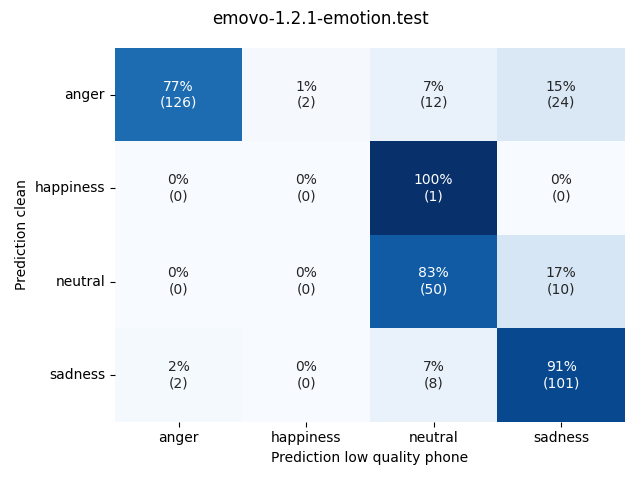 emovo-1.2.1-emotion.test
Prediction clean
anger
77% 1% 7% 15%
(126) (2) (12) (24)
happiness
0% 0% 100% 0%
(0) (0) (1) (0)
neutral
0% 0% 83% 17%
(0) (0) (50) (10)
sadness
2% 0% 7% 91%
(2) (0) (8) (101)
anger happiness neutral sadness
Prediction low quality phone